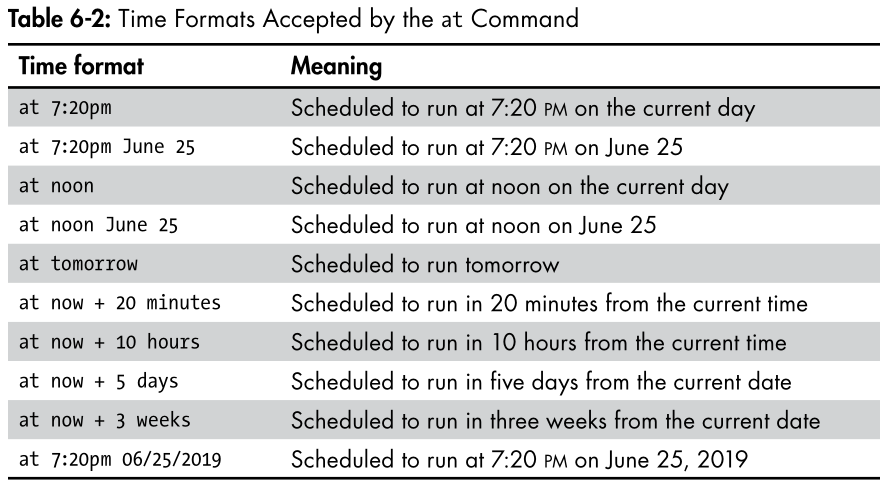 Table 6-2: Time Formats Accepted by the at Command
Time format Meaning
at 7:20pm Scheduled to run at 7:20 PM on the current day
at 7:20pm June 25 Scheduled to run at 7:20 PM on June 25
at noon Scheduled to run at noon on the current day
at noon June 25 Scheduled to run at noon on June 25
at tomorrow Scheduled to run tomorrow
at now + 20 minutes Scheduled to run in 20 minutes from the current time
at now + 10 hours Scheduled to run in 10 hours from the current time
at now + 5 days Scheduled to run in five days from the current date
at now + 3 weeks Scheduled to run in three weeks from the current date
at 7:20pm 06/25/2019 Scheduled to run at 7:20 PM on June 25, 2019